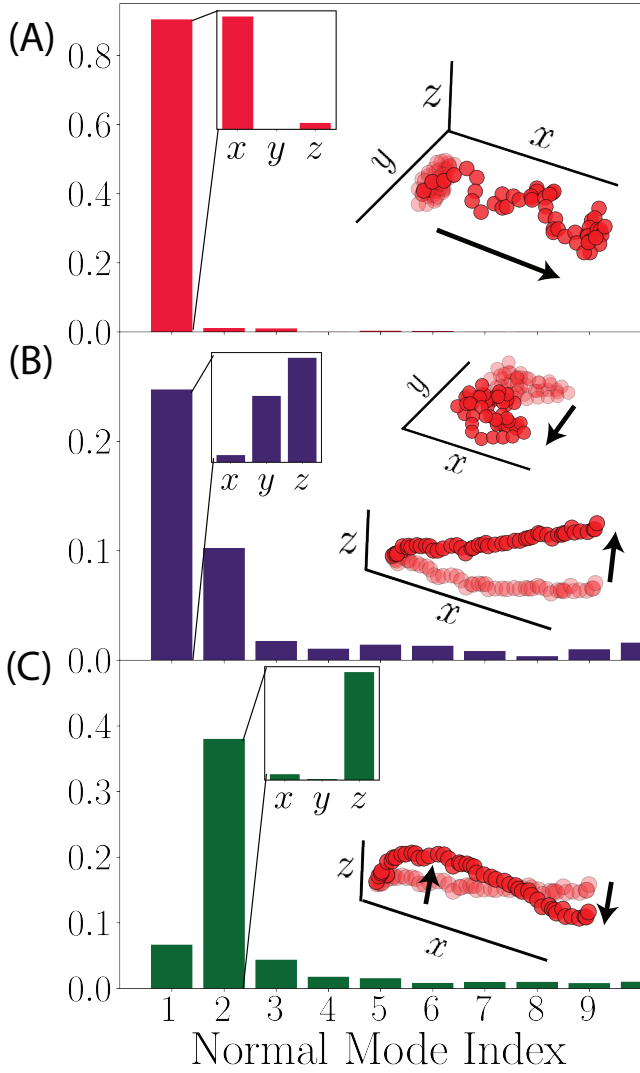 (A)
0.8
0.6
0.4
0.2
0.0
x y z
z
x
y
(B)
0.2
0.1
0.0
x y z
y
x
z
x
(C)
0.4
0.3
0.2
0.1
0.0
x y z
z
x
1 2 3 4 5 6 7 8 9
Normal Mode Index